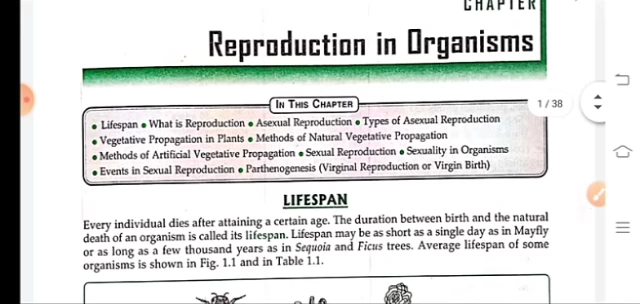 CHAPTER
Reproduction in Organisms
IN THIS CHAPTER
1 / 38
• Lifespan • What is Reproduction • Asexual Reproduction • Types of Asexual Reproduction
• Vegetative Propagation in Plants • Methods of Natural Vegetative Propagation
• Methods of Artificial Vegetative Propagation • Sexual Reproduction • Sexuality in Organisms
• Events in Sexual Reproduction • Parthenogenesis (Virginal Reproduction or Virgin Birth)
LIFESPAN
Every individual dies after attaining a certain age. The duration between birth and the natural
death of an organism is called its lifespan. Lifespan may be as short as a single day as in Mayfly
or as long as a few thousand years as in Sequoia and Ficus trees. Average lifespan of some
organisms is shown in Fig. 1.1 and in Table 1.1.